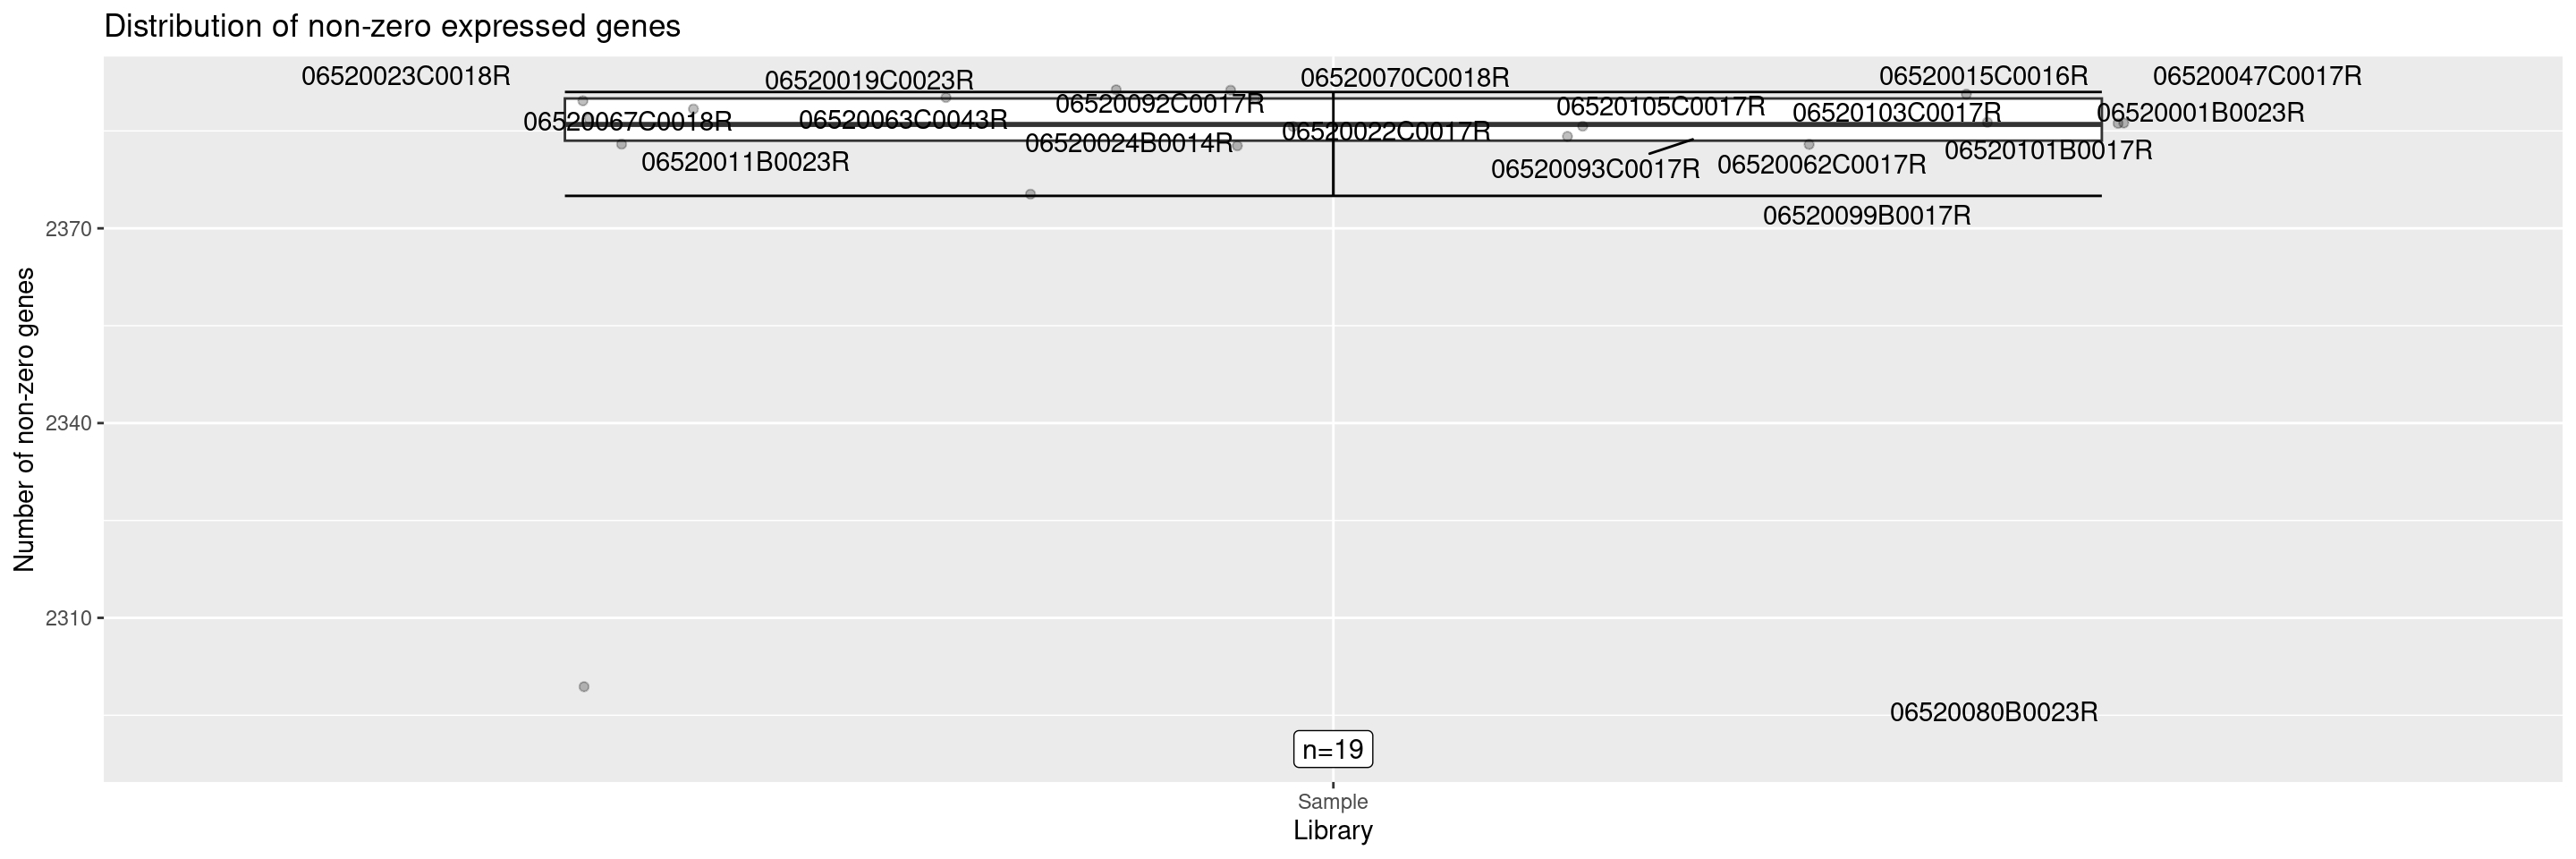 Distribution of non-zero expressed genes
06520023C0018R
06520019C0023R
06520070C0018R
06520015C0016R
06520047C0017R
06520092C0017R
06520105C0017R
06520103C0017R
06520001B0023R
06520067C0018R
06520063C0043R
06520022C0017R
06520024B0014R
06520101B0017R
06520011B0023R
06520093C0017R
06520062C0017R
06520099B0017R
2370
2340
2310
Number of non-zero genes
06520080B0023R
n=19
Sample
Library